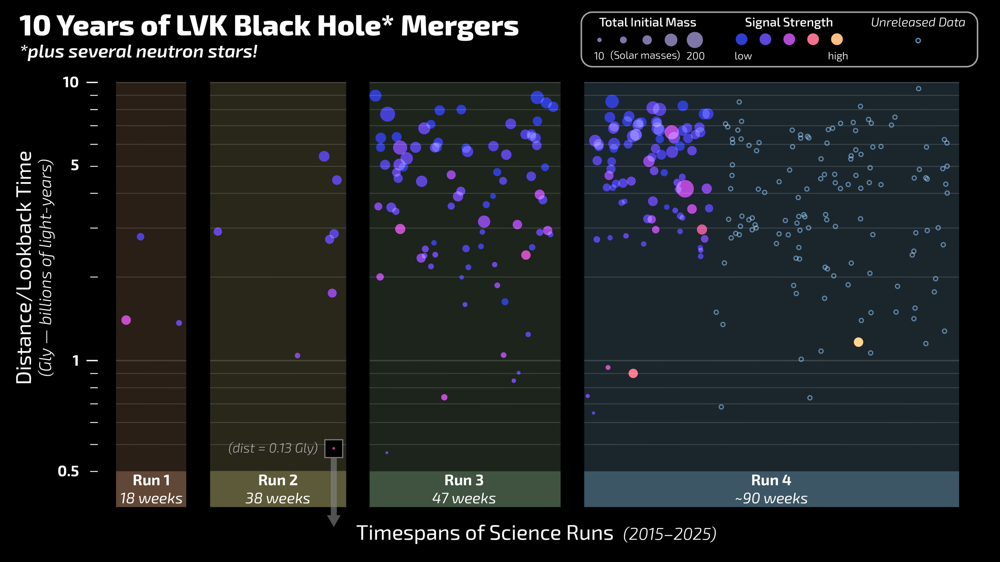 10 Years of LVK Black Hole* Mergers
*plus several neutron stars!
Total Initial Mass
10 (Solar masses) 200
Signal Strength
low high
Unreleased Data
Distance/Lookback Time
(Gly — billions of light-years)
10
5
1
0.5
(dist = 0.13 Gly)
Run 1
18 weeks
Run 2
38 weeks
Run 3
47 weeks
Run 4
~90 weeks
Timespans of Science Runs (2015–2025)